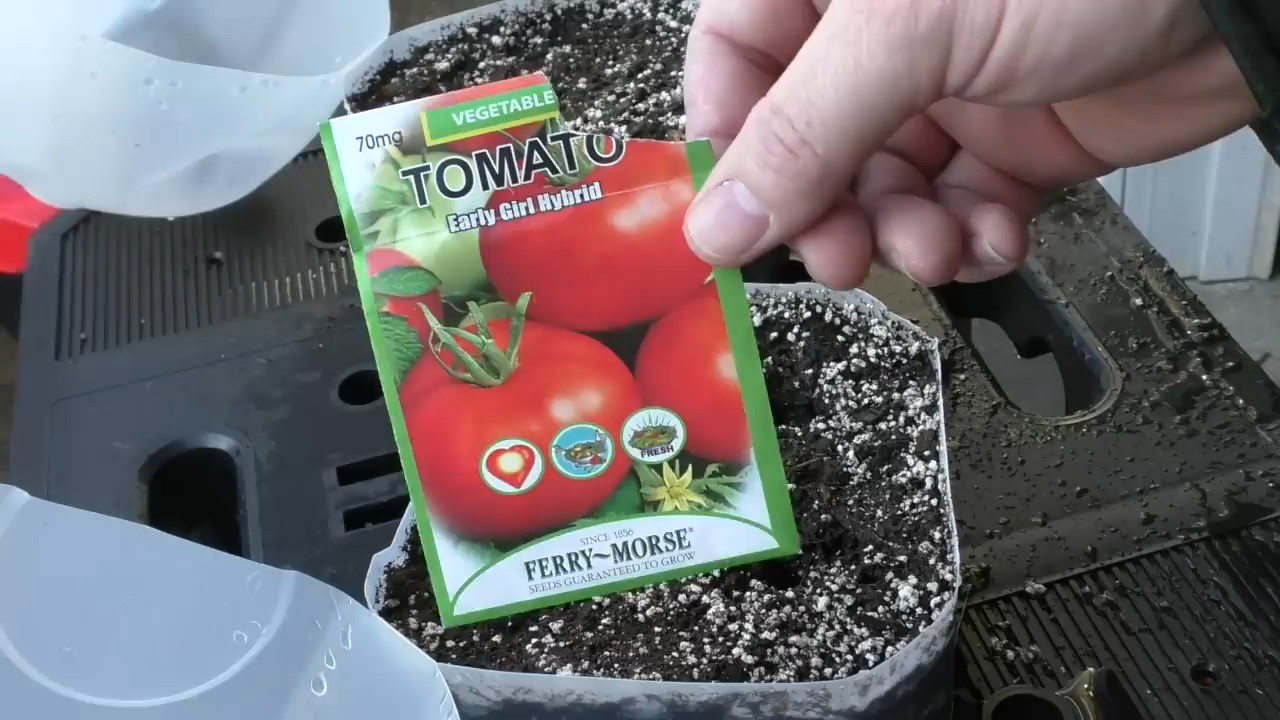 VEGETABLE
70mg
TOMATO
Early Girl Hybrid
FRESH
SINCE 1856
FERRY~MORSE®
SEEDS GUARANTEED TO GROW